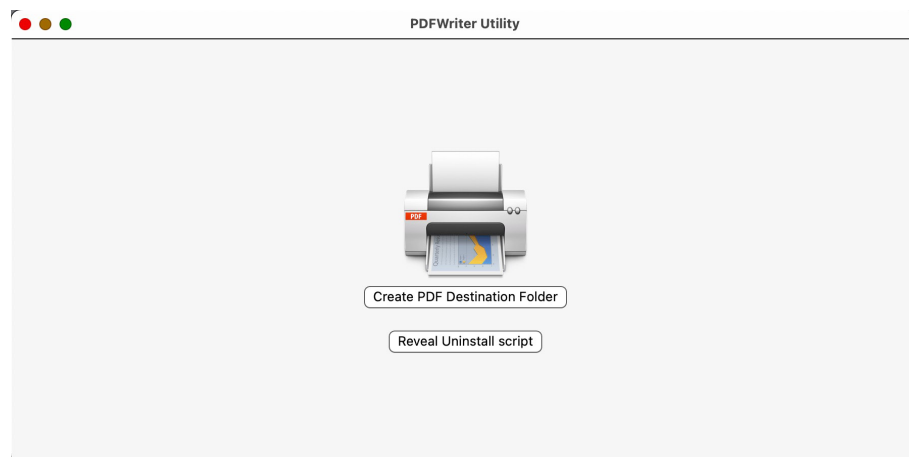 PDFWriter Utility
PDF
Create PDF Destination Folder
Reveal Uninstall script